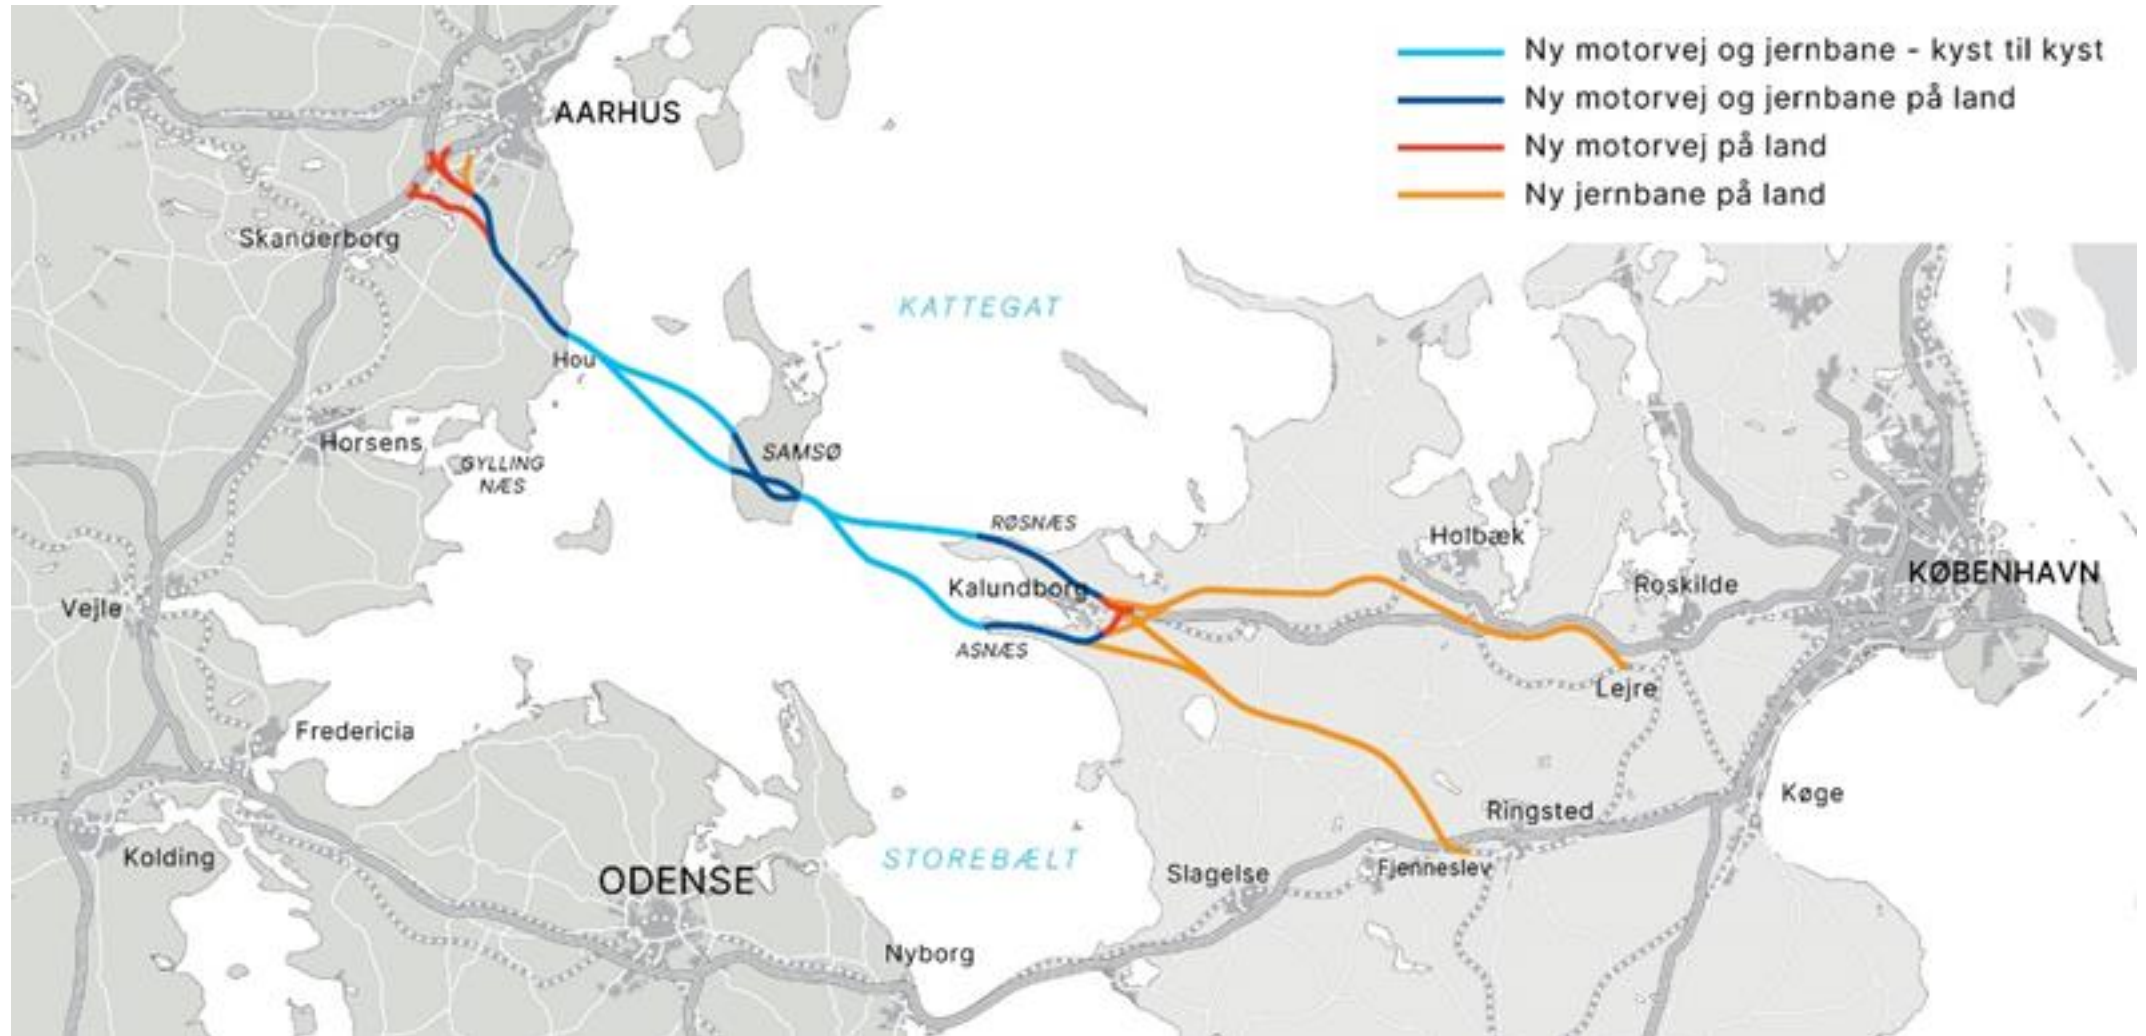 Ny motorvej og jernbane - kyst til kyst
Ny motorvej og jernbane på land
Ny motorvej på land
Ny jernbane på land
AARHUS
Skanderborg
KATTEGAT
Hou
Horsens
GYLLING
NÆS
SAMSØ
RØSNÆS
Holbæk
Kalundborg
Roskilde
KØBENHAVN
Vejle
ASNÆS
Lejre
Fredericia
Køge
Ringsted
Kolding
STOREBÆLT
ODENSE
Slagelse
Fjenneslev
Nyborg